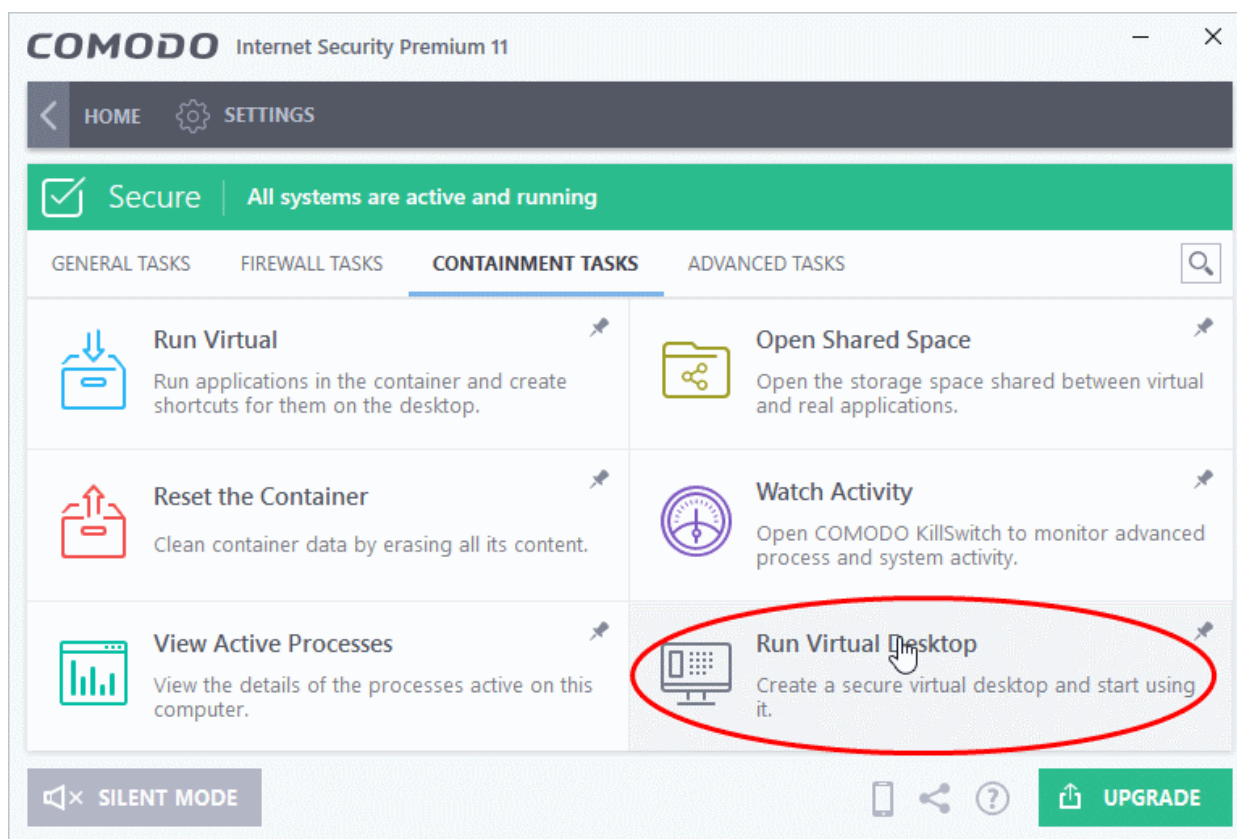 COMODO Internet Security Premium 11
HOME SETTINGS
Secure All systems are active and running
GENERAL TASKS FIREWALL TASKS CONTAINMENT TASKS ADVANCED TASKS
Run Virtual
Run applications in the container and create
shortcuts for them on the desktop.
Open Shared Space
Open the storage space shared between virtual
and real applications.
Reset the Container
Clean container data by erasing all its content.
Watch Activity
Open COMODO KillSwitch to monitor advanced
process and system activity.
View Active Processes
View the details of the processes active on this
computer.
Run Virtual Desktop
Create a secure virtual desktop and start using
it.
SILENT MODE
? UPGRADE